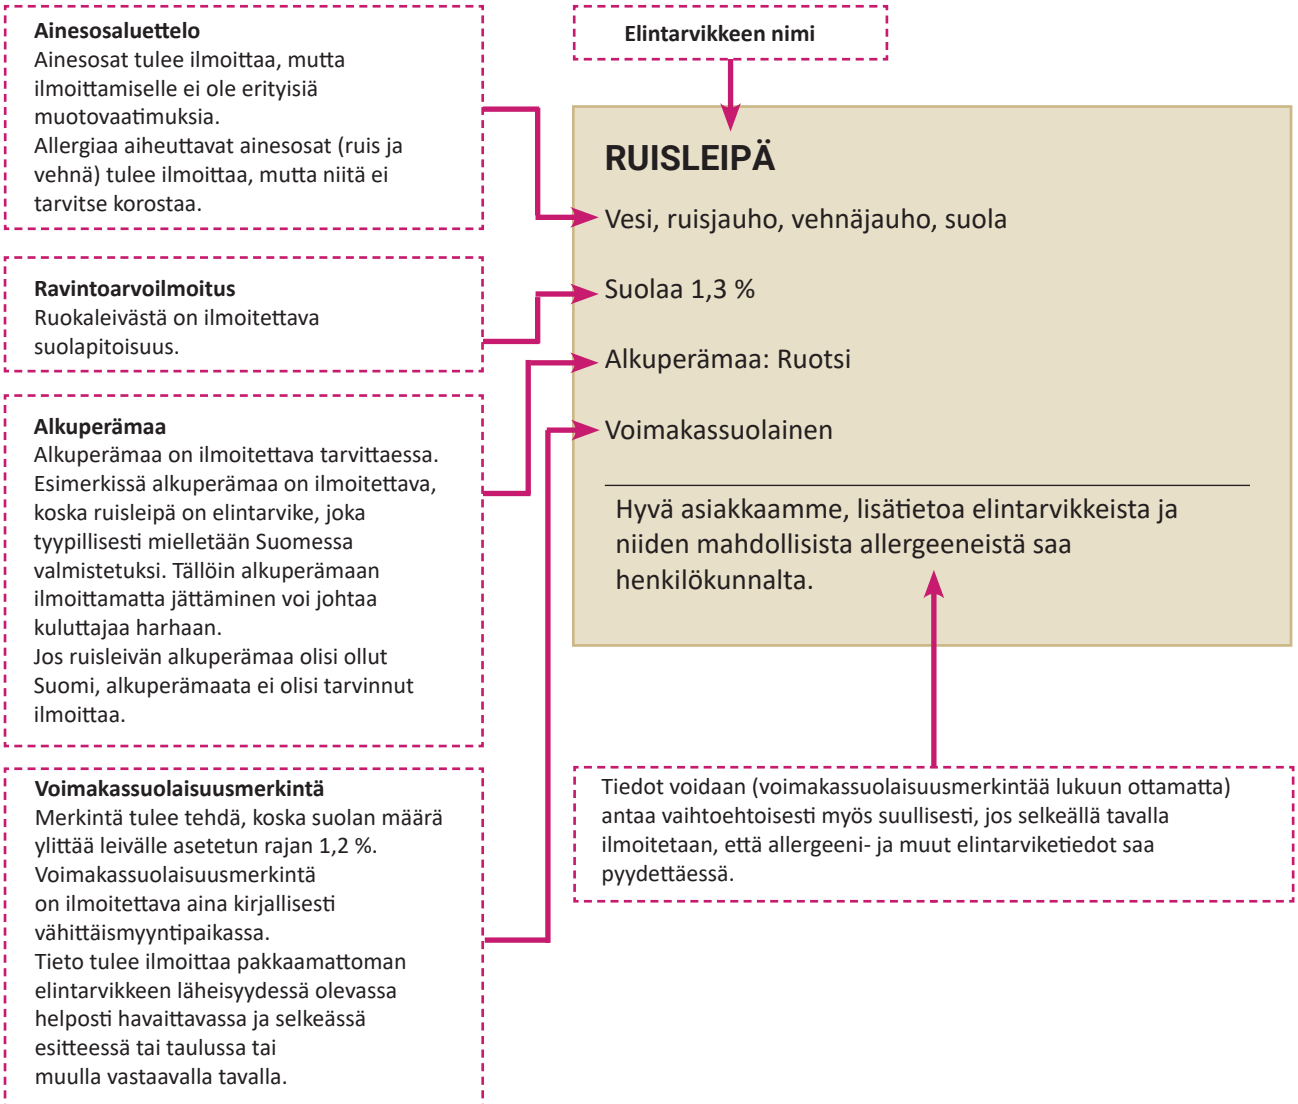 Ainesosaluettelo
Ainesosat tulee ilmoittaa, mutta
ilmoittamiselle ei ole erityisiä
muotovaatimuksia.
Allergiaa aiheuttavat ainesosat (ruis ja
vehnä) tulee ilmoittaa, mutta niitä ei
tarvitse korostaa.
Ravintoarvoilmoitus
Ruokaleivästä on ilmoitettava
suolapitoisuus.
Alkuperämaa
Alkuperämaa on ilmoitettava tarvittaessa.
Esimerkissä alkuperämaa on ilmoitettava,
koska ruisleipä on elintarvike, joka
tyypillisesti mielletään Suomessa
valmistetuksi. Tällöin alkuperämaan
ilmoittamatta jättäminen voi johtaa
kuluttajaa harhaan.
Jos ruisleivän alkuperämaa olisi ollut
Suomi, alkuperämaata ei olisi tarvinnut
ilmoittaa.
Voimakassuolaisuusmerkintä
Merkintä tulee tehdä, koska suolan määrä
ylittää leivälle asetetun rajan 1,2 %.
Voimakassuolaisuusmerkintä
on ilmoitettava aina kirjallisesti
vähittäismyyntipaikassa.
Tieto tulee ilmoittaa pakkaamattoman
elintarvikkeen läheisyydessä olevassa
helposti havaittavassa ja selkeässä
esitteessä tai taulussa tai
muulla vastaavalla tavalla.
Elintarvikkeen nimi
RUISLEIPÄ
Vesi, ruisjauho, vehnäjauho, suola
Suolaa 1,3 %
Alkuperämaa: Ruotsi
Voimakassuolainen
Hyvä asiakkaamme, lisätietoa elintarvikkeista ja
niiden mahdollisista allergeeneistä saa
henkilökunnalta.
Tiedot voidaan (voimakassuolaisuusmerkintää lukuun ottamatta)
antaa vaihtoehtoisesti myös suullisesti, jos selkeällä tavalla
ilmoitetaan, että allergeeni- ja muut elintarviketiedot saa
pyydettäessä.